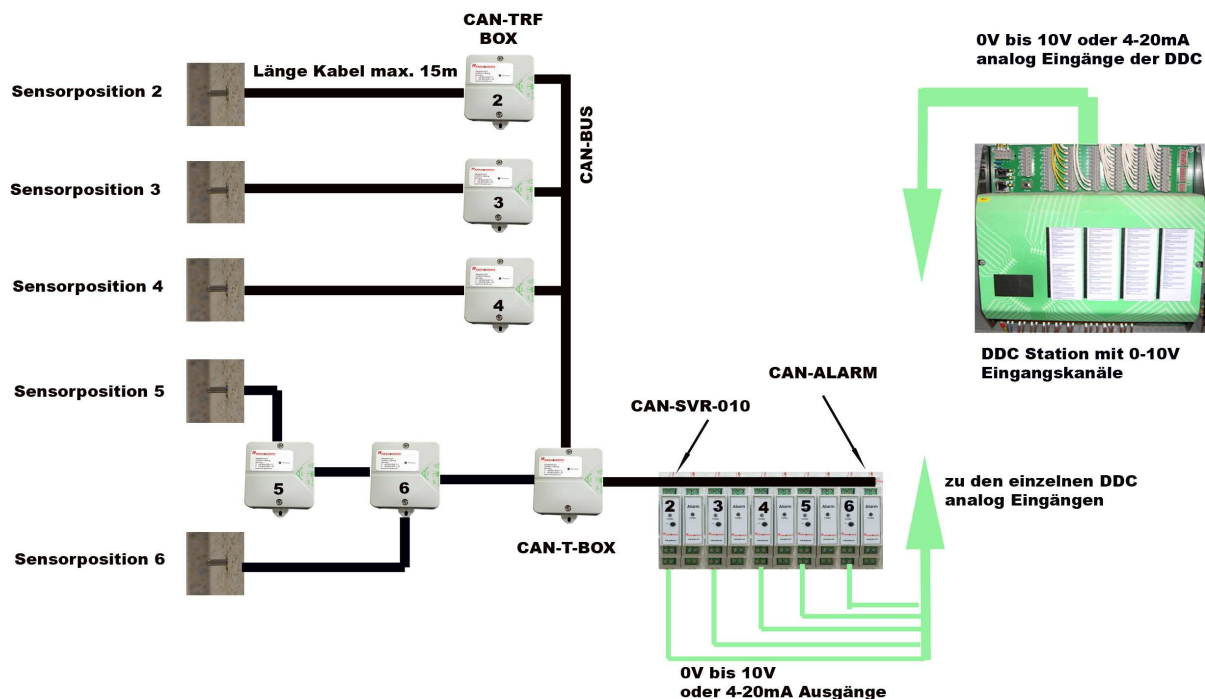 CAN-TRF
BOX
0V bis 10V oder 4-20mA
analog Eingänge der DDC
Länge Kabel max. 15m
Sensorposition 2
2
CAN-BUS
Sensorposition 3
3
Sensorposition 4
4
DDC Station mit 0-10V
Eingangskanäle
Sensorposition 5
CAN-ALARM
CAN-SVR-010
5
6
zu den einzelnen DDC
analog Eingängen
2 Alarm 3 Alarm 4 Alarm 5 Alarm 6 Alarm
CAN-T-BOX
Sensorposition 6
0V bis 10V
oder 4-20mA Ausgänge